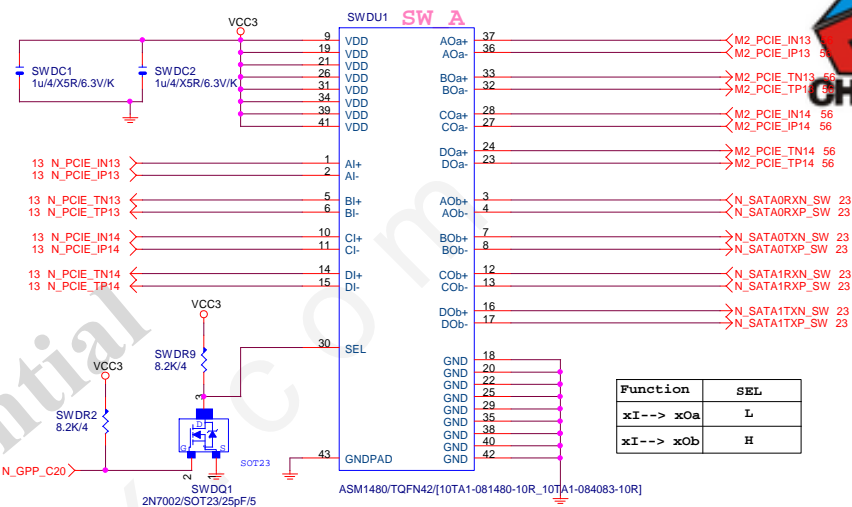 SWDU1 SW A
VCC3
SWDC1
1u/4/X5R/6.3V/K
SWDC2
1u/4/X5R/6.3V/K
9 VDD
19 VDD
21 VDD
26 VDD
31 VDD
34 VDD
39 VDD
41 VDD
AOa+ 37 M2_PCIE_IN13
AOa- 36 M2_PCIE_IP13 56
BOa+ 33 M2_PCIE_TN13 56
BOa- 32 M2_PCIE_TP13 56
COa+ 28 M2_PCIE_IN14 56
COa- 27 M2_PCIE_IP14 56
DOa+ 24 M2_PCIE_TN14 56
DOa- 23 M2_PCIE_TP14 56
13 N_PCIE_IN13 1 AI+
13 N_PCIE_IP13 2 AI-
13 N_PCIE_TN13 5 BI+
13 N_PCIE_TP13 6 BI-
13 N_PCIE_IN14 10 CI+
13 N_PCIE_IP14 11 CI-
13 N_PCIE_TN14 14 DI+
13 N_PCIE_TP14 15 DI-
AOb+ 3 N_SATA0RXN_SW 23
AOb- 4 N_SATA0RXP_SW 23
BOb+ 7 N_SATA0TXN_SW 23
BOb- 8 N_SATA0TXP_SW 23
COb+ 12 N_SATA1RXN_SW 23
COb- 13 N_SATA1RXP_SW 23
DOb+ 16 N_SATA1TXN_SW 23
DOb- 17 N_SATA1TXP_SW 23
VCC3
SWDR9
8.2K/4
30 SEL
VCC3
SWDR2
8.2K/4
3
D
G S
2 1
SOT23
N_GPP_C20
SWDQ1
2N7002/SOT23/25pF/5
43 GNDPAD
GND 18
GND 20
GND 22
GND 25
GND 29
GND 35
GND 38
GND 40
GND 42
ASM1480/TQFN42/[10TA1-081480-10R_10TA1-084083-10R]
Function SEL
xI--> xOa L
xI--> xOb H
ntial
com
CH